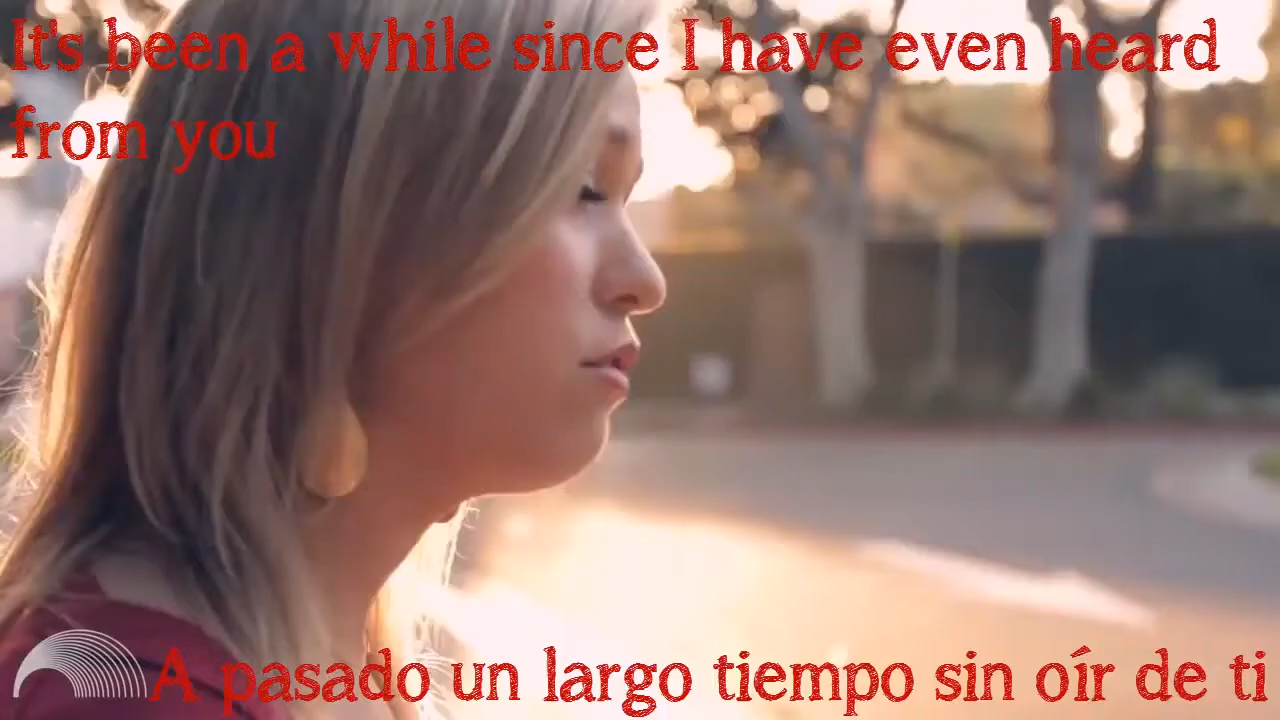 It's been a while since I have even heard
from you
A pasado un largo tiempo sin oír de ti